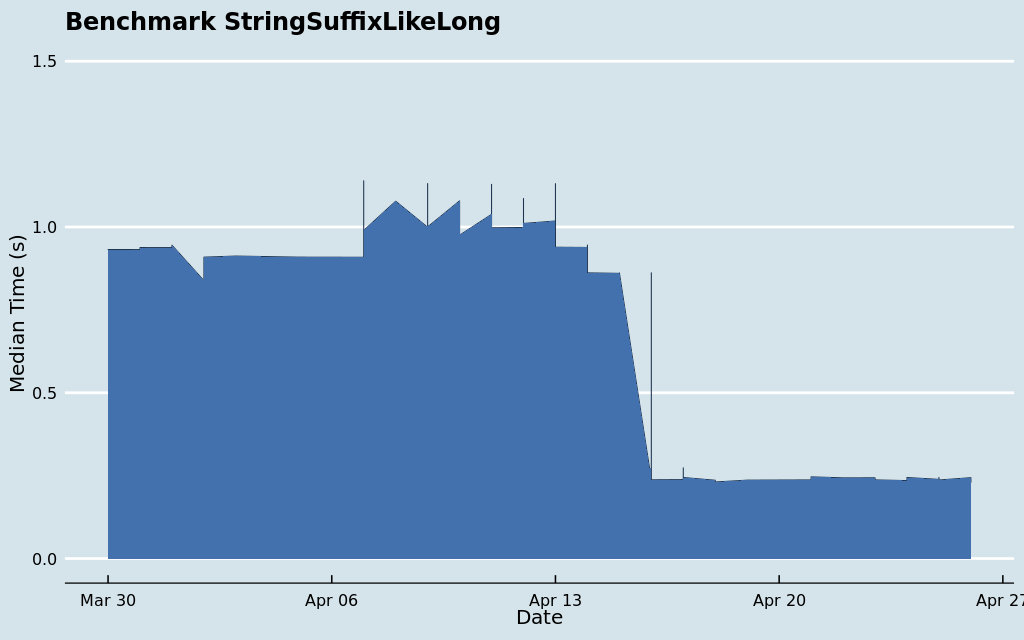 Benchmark StringSuffixLikeLong
1.5
1.0
0.5
0.0
Median Time (s)
Mar 30 Apr 06 Apr 13 Apr 20 Apr 27
Date